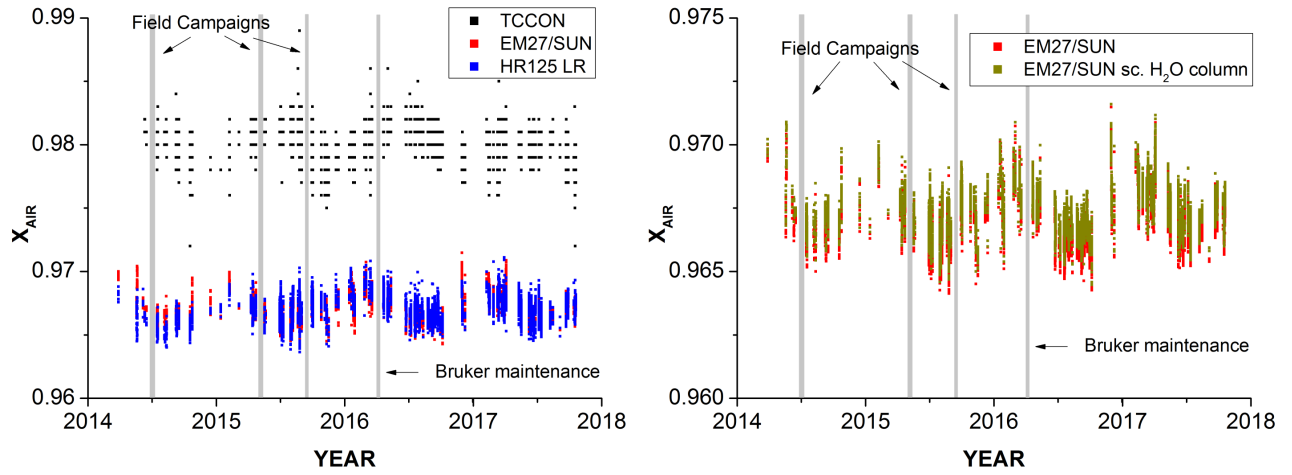 0.99
0.98
0.97
0.96
X_AIR
2014 2015 2016 2017 2018
YEAR
Field Campaigns
TCCON
EM27/SUN
HR125 LR
Bruker maintenance
0.975
0.970
0.965
0.960
X_AIR
2014 2015 2016 2017 2018
YEAR
Field Campaigns
EM27/SUN
EM27/SUN sc. H₂O column
Bruker maintenance